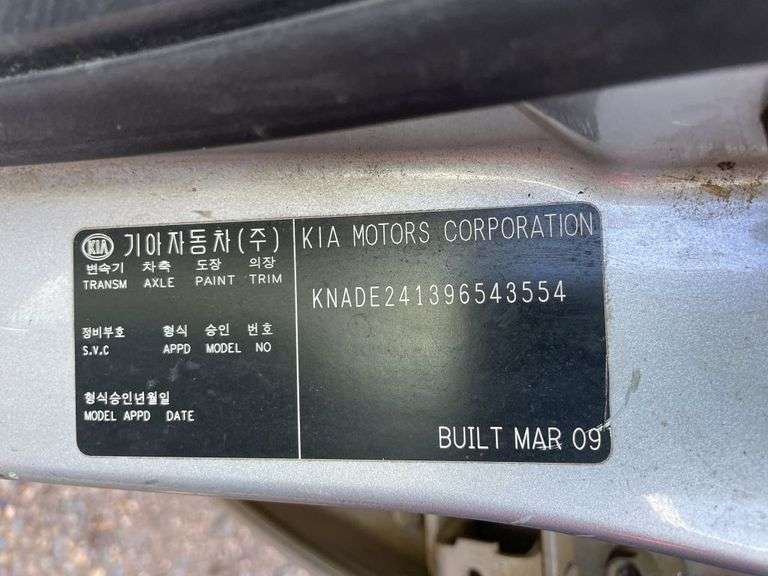 KIA 기아자동차(주)
변속기 차축 도장 의장
TRANSM AXLE PAINT TRIM
정비부호 형식 승인 번호
S.V.C APPD MODEL NO
형식승인년월일
MODEL APPD DATE
KIA MOTORS CORPORATION
KNADE241396543554
BUILT MAR 09